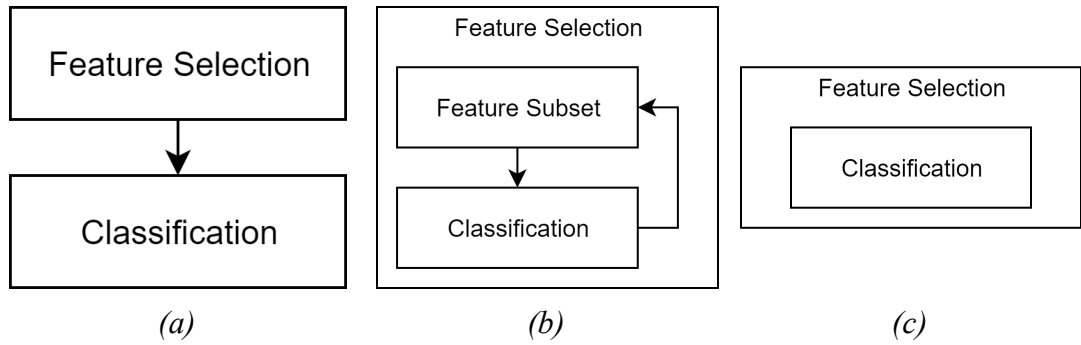 Feature Selection
Classification
(a)
Feature Selection
Feature Subset
Classification
(b)
Feature Selection
Classification
(c)